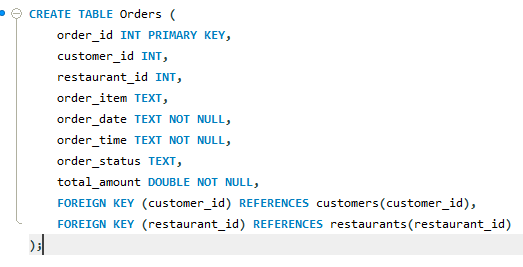 CREATE TABLE Orders (
order_id INT PRIMARY KEY,
customer_id INT,
restaurant_id INT,
order_item TEXT,
order_date TEXT NOT NULL,
order_time TEXT NOT NULL,
order_status TEXT,
total_amount DOUBLE NOT NULL,
FOREIGN KEY (customer_id) REFERENCES customers(customer_id),
FOREIGN KEY (restaurant_id) REFERENCES restaurants(restaurant_id)
);